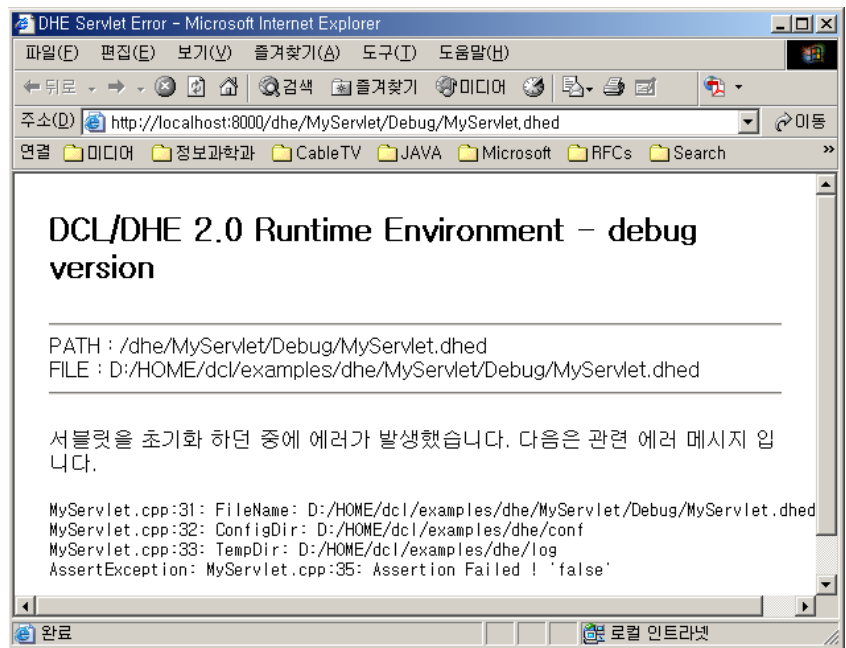 DHE Servlet Error - Microsoft Internet Explorer
파일(F) 편집(E) 보기(V) 즐겨찾기(A) 도구(T) 도움말(H)
뒤로 검색 즐겨찾기 미디어
주소(D) http://localhost:8000/dhe/MyServlet/Debug/MyServlet.dhed 이동
연결 미디어 정보과학과 CableTV JAVA Microsoft RFCs Search »
DCL/DHE 2.0 Runtime Environment - debug
version
PATH : /dhe/MyServlet/Debug/MyServlet.dhed
FILE : D:/HOME/dcl/examples/dhe/MyServlet/Debug/MyServlet.dhed
서블릿을 초기화 하던 중에 에러가 발생했습니다. 다음은 관련 에러 메시지 입
니다.
MyServlet.cpp:31: FileName: D:/HOME/dcl/examples/dhe/MyServlet/Debug/MyServlet.dhed
MyServlet.cpp:32: ConfigDir: D:/HOME/dcl/examples/dhe/conf
MyServlet.cpp:33: TempDir: D:/HOME/dcl/examples/dhe/log
AssertException: MyServlet.cpp:35: Assertion Failed ! 'false'
완료 로컬 인트라넷